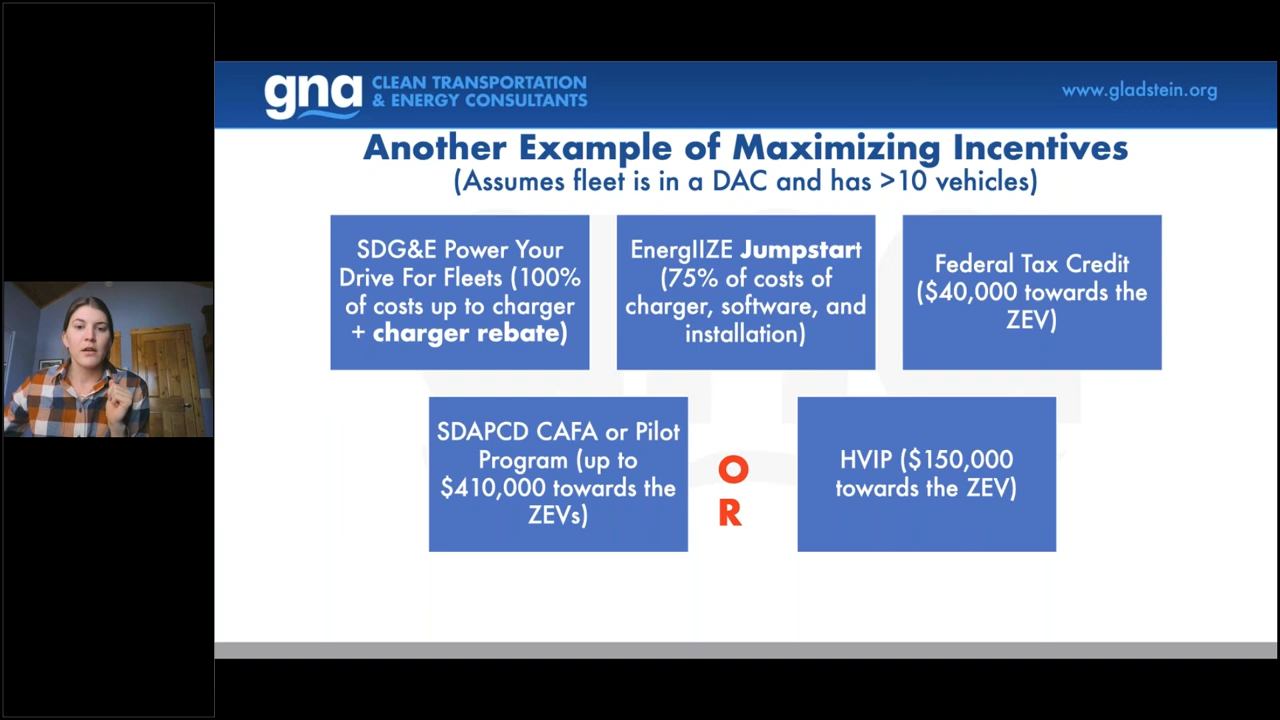 gna CLEAN TRANSPORTATION
& ENERGY CONSULTANTS
www.gladstein.org
Another Example of Maximizing Incentives
(Assumes fleet is in a DAC and has >10 vehicles)
SDG&E Power Your
Drive For Fleets (100%
of costs up to charger
+ charger rebate)
EnergIIZE Jumpstart
(75% of costs of
charger, software, and
installation)
Federal Tax Credit
($40,000 towards the
ZEV)
SDAPCD CAFA or Pilot
Program (up to
$410,000 towards the
ZEVs)
O
R
HVIP ($150,000
towards the ZEV)